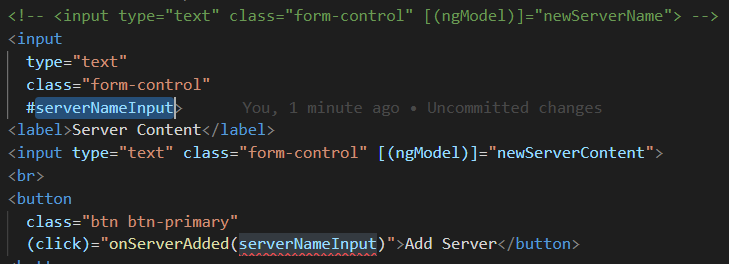 <!-- <input type="text" class="form-control" [(ngModel)]="newServerName"> -->
<input
type="text"
class="form-control"
#serverNameInput> You, 1 minute ago • Uncommitted changes
<label>Server Content</label>
<input type="text" class="form-control" [(ngModel)]="newServerContent">
<br>
<button
class="btn btn-primary"
(click)="onServerAdded(serverNameInput)">Add Server</button>